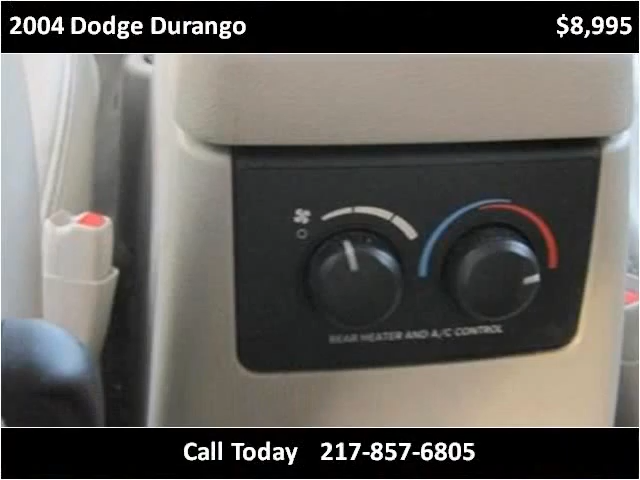 2004 Dodge Durango $8,995
REAR HEATER AND A/C CONTROL
Call Today 217-857-6805